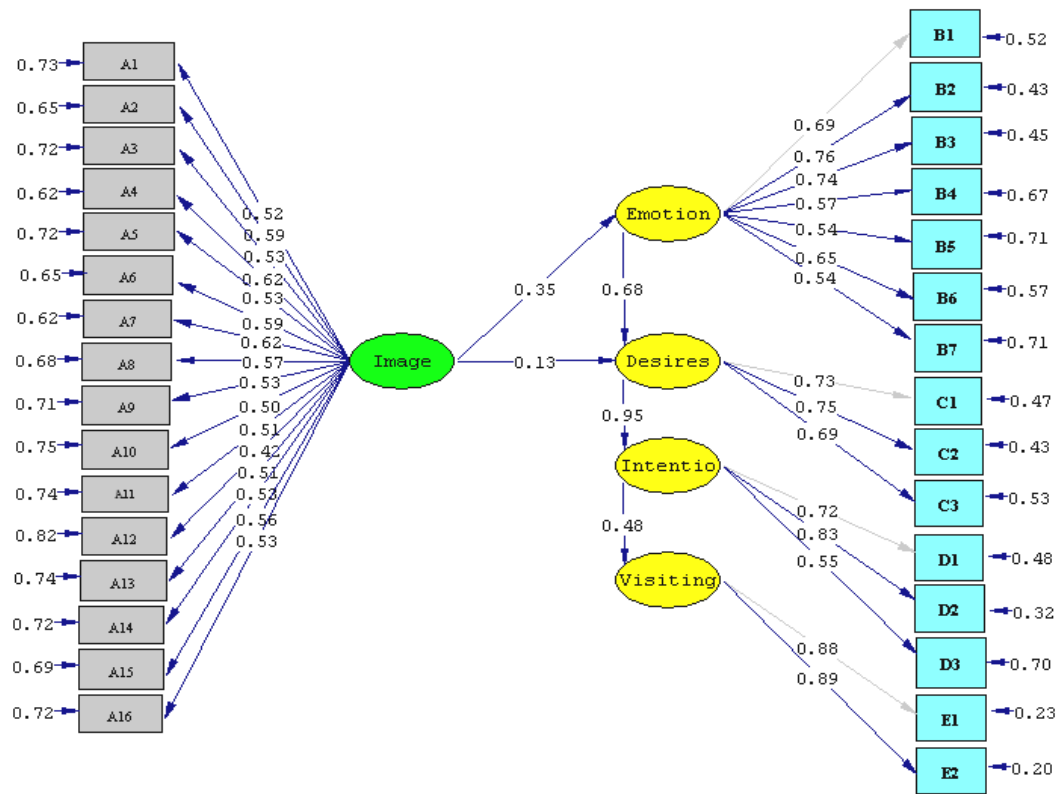 0.73 A1
0.65 A2
0.72 A3
0.62 A4
0.72 A5
0.65 A6
0.62 A7
0.68 A8
0.71 A9
0.75 A10
0.74 A11
0.82 A12
0.74 A13
0.72 A14
0.69 A15
0.72 A16
0.52
0.59
0.53
0.62
0.53
0.59
0.62
0.57
0.53
0.50
0.51
0.42
0.51
0.53
0.56
0.53
Image
0.35
0.13
Emotion
0.68
Desires
0.95
Intentio
0.48
Visiting
0.69
0.76
0.74
0.57
0.54
0.65
0.54
0.73
0.75
0.69
0.72
0.83
0.55
0.88
0.89
B1 0.52
B2 0.43
B3 0.45
B4 0.67
B5 0.71
B6 0.57
B7 0.71
C1 0.47
C2 0.43
C3 0.53
D1 0.48
D2 0.32
D3 0.70
E1 0.23
E2 0.20